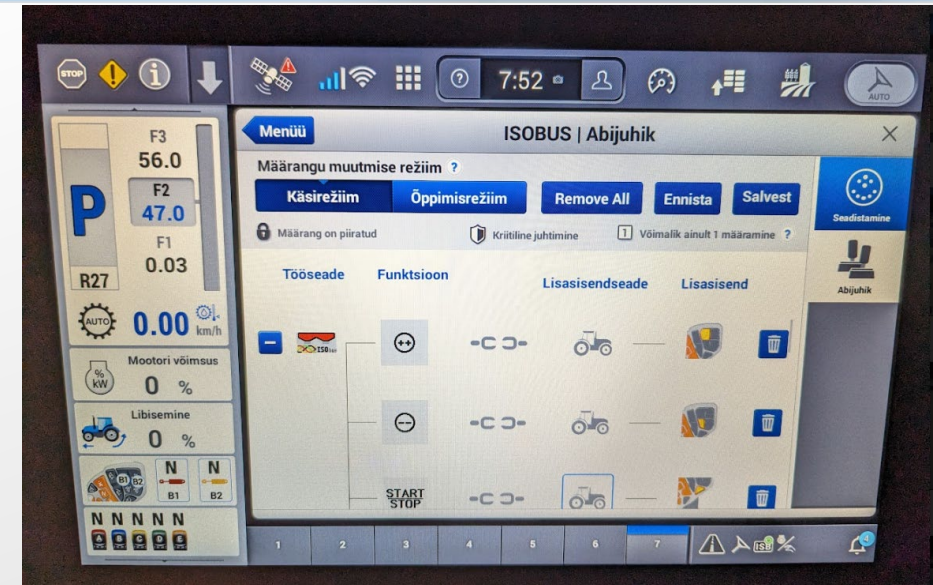 STOP
7:52
AUTO
F3
56.0
F2
47.0
F1
0.03
P
R27
AUTO
0.00 km/h
Mootori võimsus
%
kW
0 %
Libisemine
0 %
B1 B2
N
B1
N
B2
N N N N N
A B C D E
Menüü
ISOBUS | Abijuhik
Määrangu muutmise režiim ?
Käsirežiim
Õppimisrežiim
Remove All
Ennista
Salvest
Määrang on piiratud
Kriitiline juhtimine
1 Võimalik ainult 1 määramine ?
Tööseade
Funktsioon
Lisasisendseade
Lisasisend
START
STOP
Seadistamine
Abijuhik
1 2 3 4 5 6 7
ISB
4